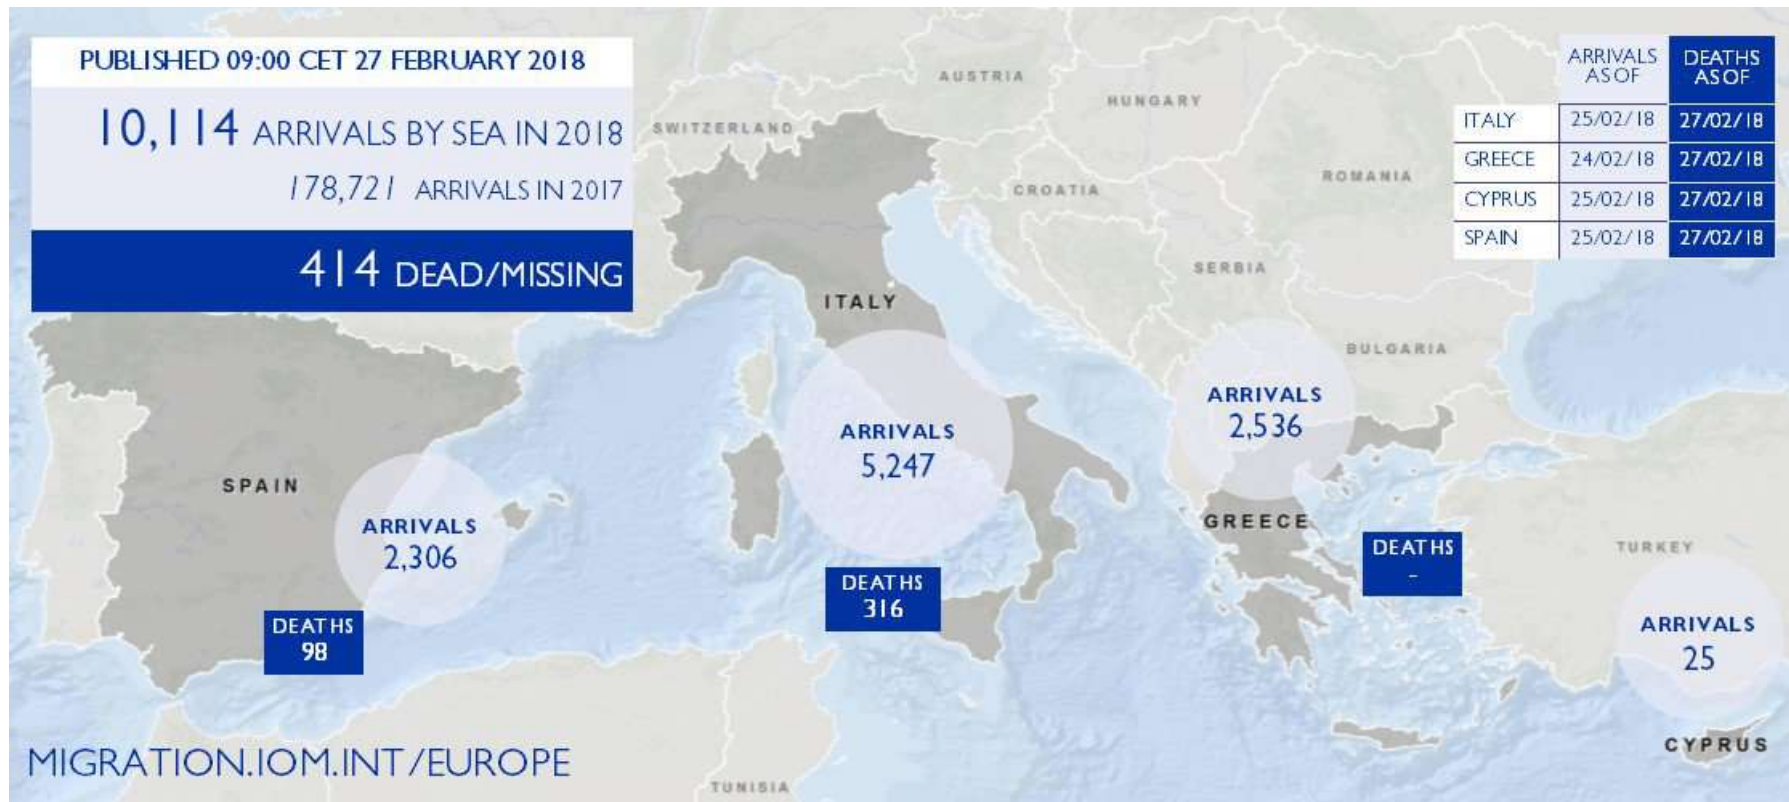 PUBLISHED 09:00 CET 27 FEBRUARY 2018
10,114 ARRIVALS BY SEA IN 2018
178,721 ARRIVALS IN 2017
414 DEAD/MISSING
ARRIVALS
AS OF
DEATHS
AS OF
ITALY 25/02/18 27/02/18
GREECE 24/02/18 27/02/18
CYPRUS 25/02/18 27/02/18
SPAIN 25/02/18 27/02/18
AUSTRIA
HUNGARY
SWITZERLAND
CROATIA
ROMANIA
SERBIA
ITALY
BULGARIA
ARRIVALS
2,536
ARRIVALS
5,247
SPAIN
ARRIVALS
2,306
GREECE
DEATHS
-
TURKEY
DEATHS
316
DEATHS
98
ARRIVALS
25
CYPRUS
MIGRATION.IOM.INT/EUROPE
TUNISIA